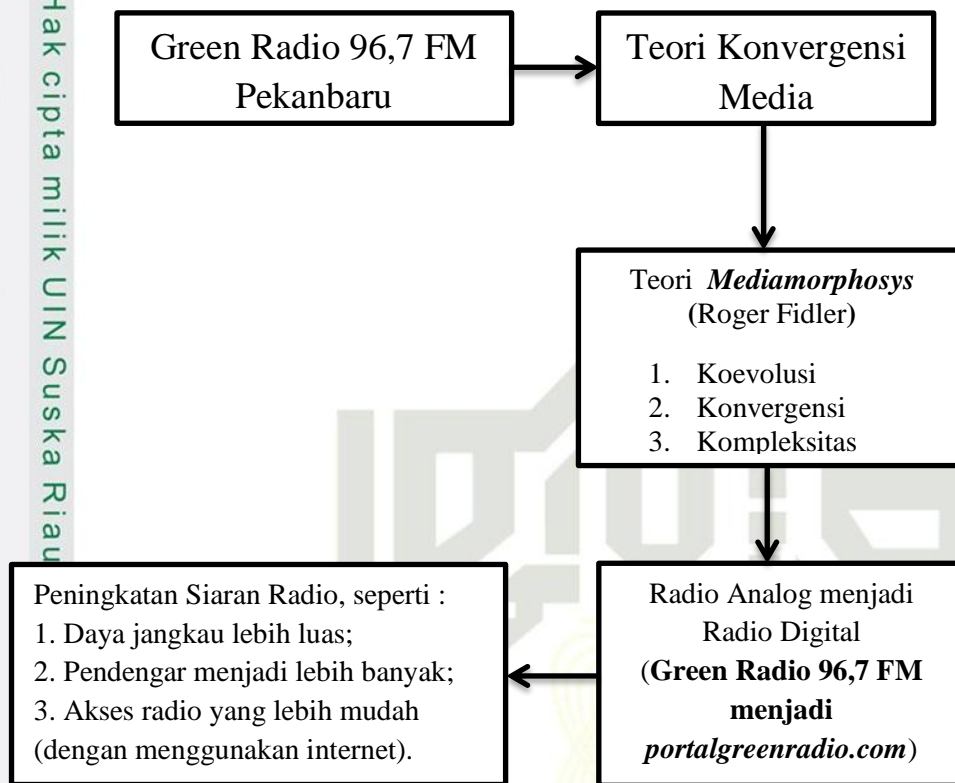 Hak cipta milik UIN Suska Riau
Green Radio 96,7 FM
Pekanbaru
Teori Konvergensi
Media
Teori Mediamorphosys
(Roger Fidler)
1. Koevolusi
2. Konvergensi
3. Kompleksitas
Radio Analog menjadi
Radio Digital
(Green Radio 96,7 FM
menjadi
portalgreenradio.com)
Peningkatan Siaran Radio, seperti :
1. Daya jangkau lebih luas;
2. Pendengar menjadi lebih banyak;
3. Akses radio yang lebih mudah
(dengan menggunakan internet).